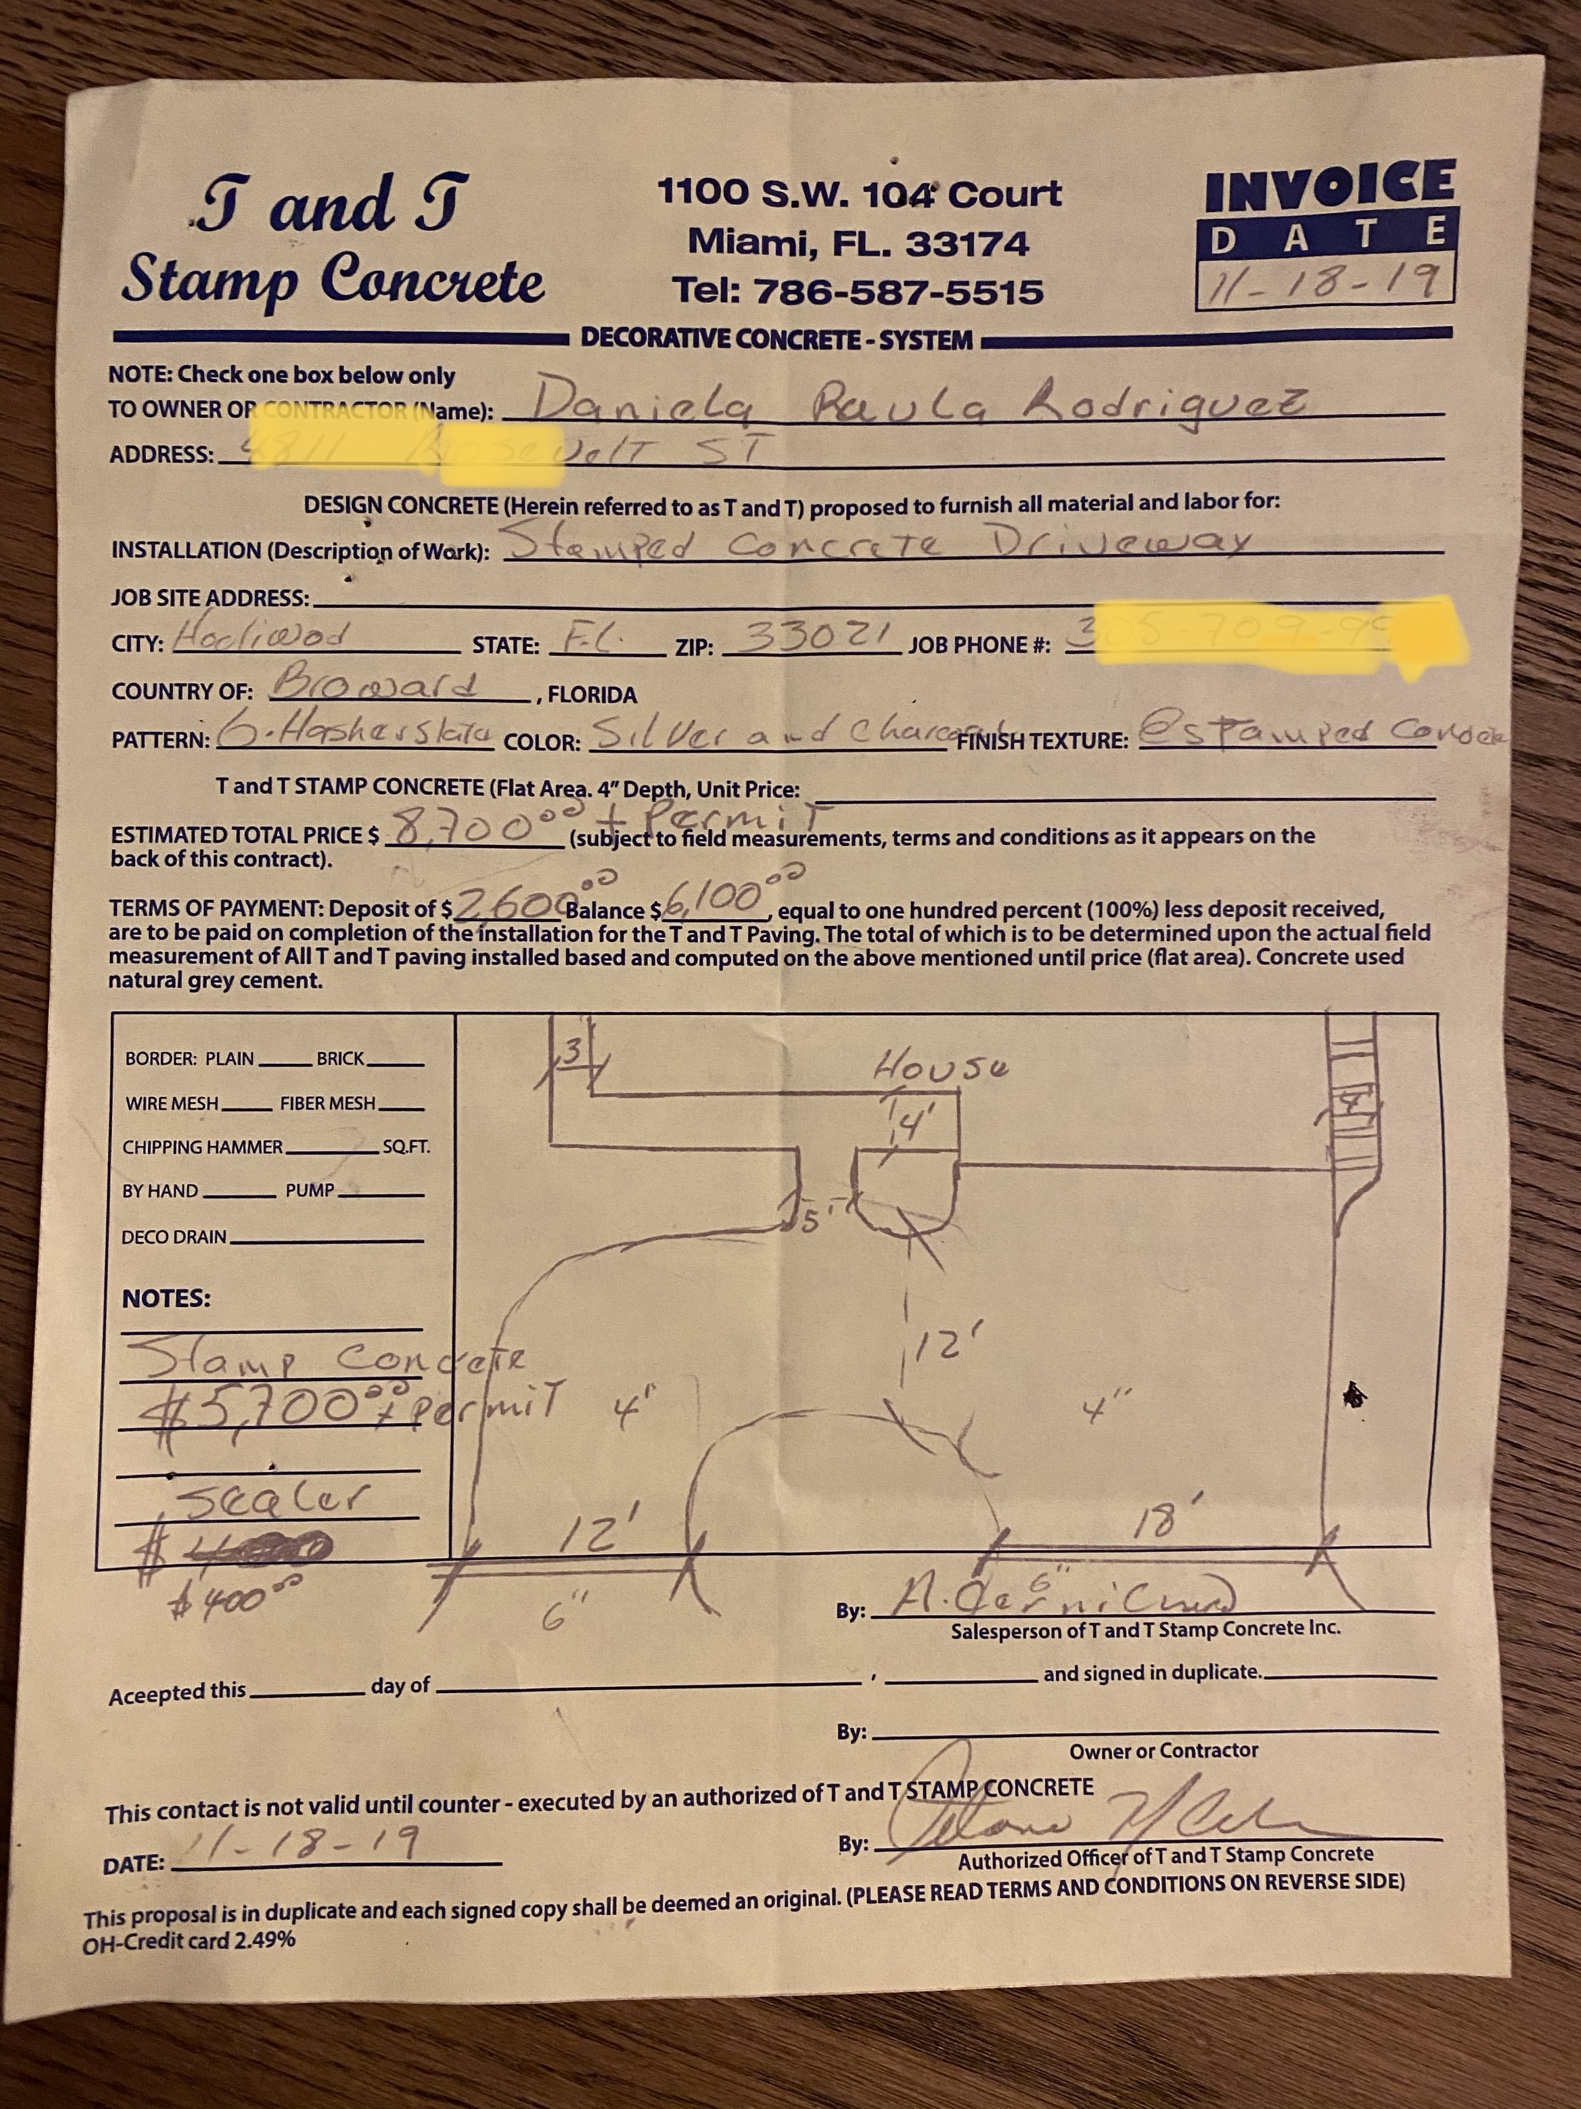 T and T
Stamp Concrete
1100 S.W. 104 Court
Miami, FL. 33174
Tel: 786-587-5515
INVOICE
DATE
11-18-19
DECORATIVE CONCRETE - SYSTEM
NOTE: Check one box below only
TO OWNER OR CONTRACTOR (Name): Daniela Paula Rodriguez
ADDRESS: ST
DESIGN CONCRETE (Herein referred to as T and T) proposed to furnish all material and labor for:
INSTALLATION (Description of Work): Stamped Concrete Driveway
JOB SITE ADDRESS:
CITY: STATE: FL. ZIP: 33021 JOB PHONE #:
COUNTRY OF: Broward, FLORIDA
PATTERN: COLOR: Silver and Charcoal FINISH TEXTURE:
T and T STAMP CONCRETE (Flat Area. 4" Depth, Unit Price:
ESTIMATED TOTAL PRICE $ 8,700.00 + Permit (subject to field measurements, terms and conditions as it appears on the
back of this contract).
TERMS OF PAYMENT: Deposit of $ 2,600.00 Balance $ 6,100.00, equal to one hundred percent (100%) less deposit received,
are to be paid on completion of the installation for the T and T Paving. The total of which is to be determined upon the actual field
measurement of All T and T paving installed based and computed on the above mentioned until price (flat area). Concrete used
natural grey cement.
BORDER: PLAIN BRICK
WIRE MESH FIBER MESH
CHIPPING HAMMER SQ.FT.
BY HAND PUMP
DECO DRAIN
NOTES:
Stamp Concrete
$5,700.00 + permit
Sealer
$
$400.00
3
House
4'
5'
12'
4"
4"
12'
18'
6"
6"
By: A.
Salesperson of T and T Stamp Concrete Inc.
Aceepted this day of , and signed in duplicate.
By:
Owner or Contractor
This contact is not valid until counter - executed by an authorized of T and T STAMP CONCRETE
DATE: 11-18-19
By:
Authorized Officer of T and T Stamp Concrete
This proposal is in duplicate and each signed copy shall be deemed an original. (PLEASE READ TERMS AND CONDITIONS ON REVERSE SIDE)
OH-Credit card 2.49%